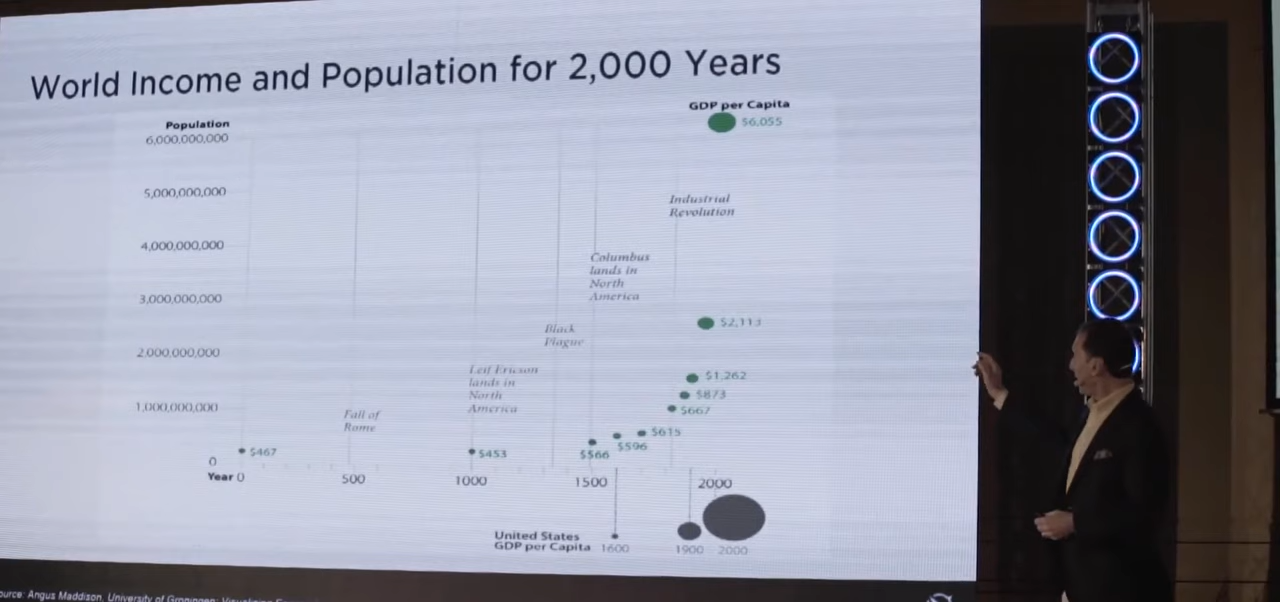 World Income and Population for 2,000 Years
GDP per Capita
$6,055
Population
6,000,000,000
5,000,000,000
4,000,000,000
3,000,000,000
2,000,000,000
1,000,000,000
0
Industrial
Revolution
Columbus
lands in
North
America
Black
Plague
Leif Ericson
lands in
North
America
Fall of
Rome
$2,113
$1,262
$873
$667
$615
$596
$566
$453
$467
Year 0
500
1000
1500
2000
United States
GDP per Capita
1600
1900
2000
ource: Angus Maddison, University of Groningen;